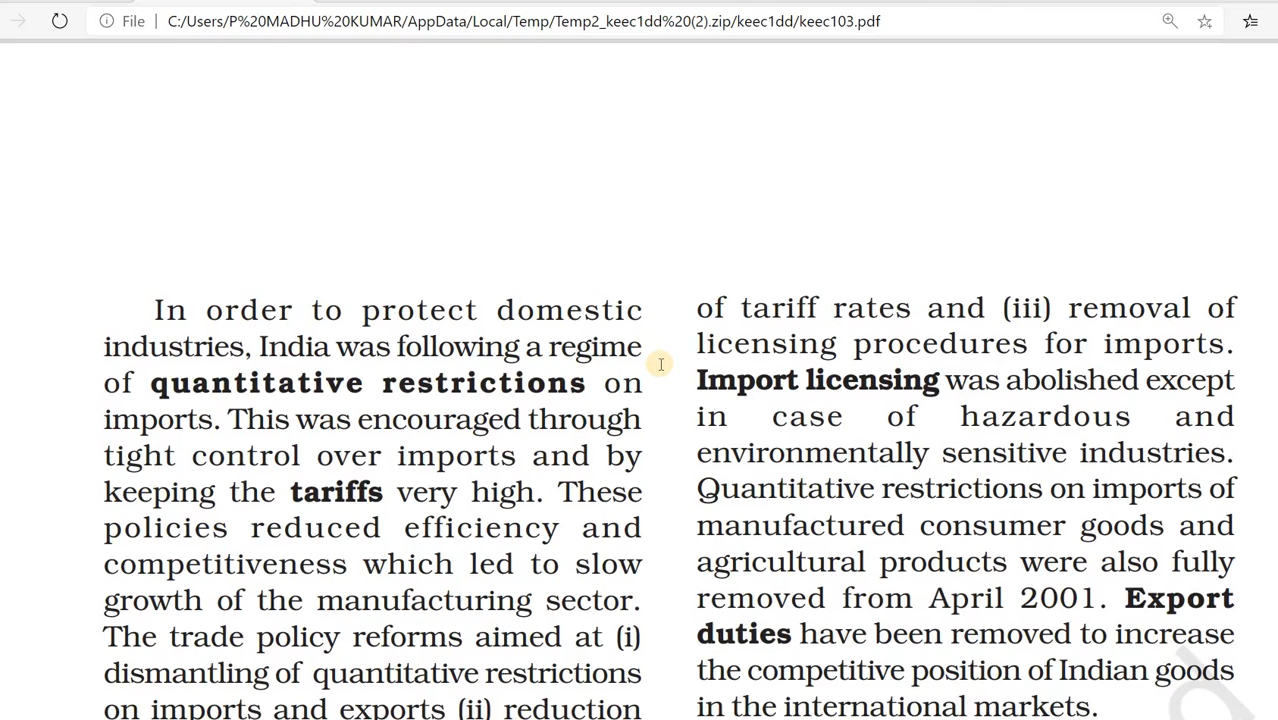 File
C:/Users/P%20MADHU%20KUMAR/AppData/Local/Temp/Temp2_keec1dd%20(2).zip/keec1dd/keec103.pdf
In order to protect domestic
industries, India was following a regime
of quantitative restrictions on
imports. This was encouraged through
tight control over imports and by
keeping the tariffs very high. These
policies reduced efficiency and
competitiveness which led to slow
growth of the manufacturing sector.
The trade policy reforms aimed at (i)
dismantling of quantitative restrictions
on imports and exports (ii) reduction
of tariff rates and (iii) removal of
licensing procedures for imports.
Import licensing was abolished except
in case of hazardous and
environmentally sensitive industries.
Quantitative restrictions on imports of
manufactured consumer goods and
agricultural products were also fully
removed from April 2001. Export
duties have been removed to increase
the competitive position of Indian goods
in the international markets.